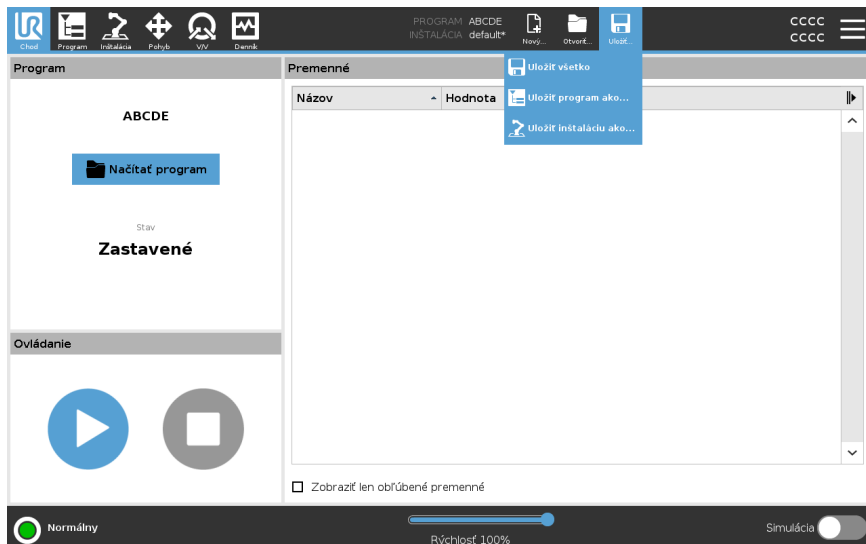 UR
Chod
Program
Inštalácia
Pohyb
V/V
Denník
PROGRAM ABCDE
INŠTALÁCIA default*
Nový...
Otvoriť...
Uložiť...
CCCC
CCCC
Program
ABCDE
Načítať program
Stav
Zastavené
Ovládanie
Premenné
Názov
Hodnota
Uložiť všetko
Uložiť program ako...
Uložiť inštaláciu ako...
Zobraziť len obľúbené premenné
Normálny
Rýchlosť 100%
Simulácia